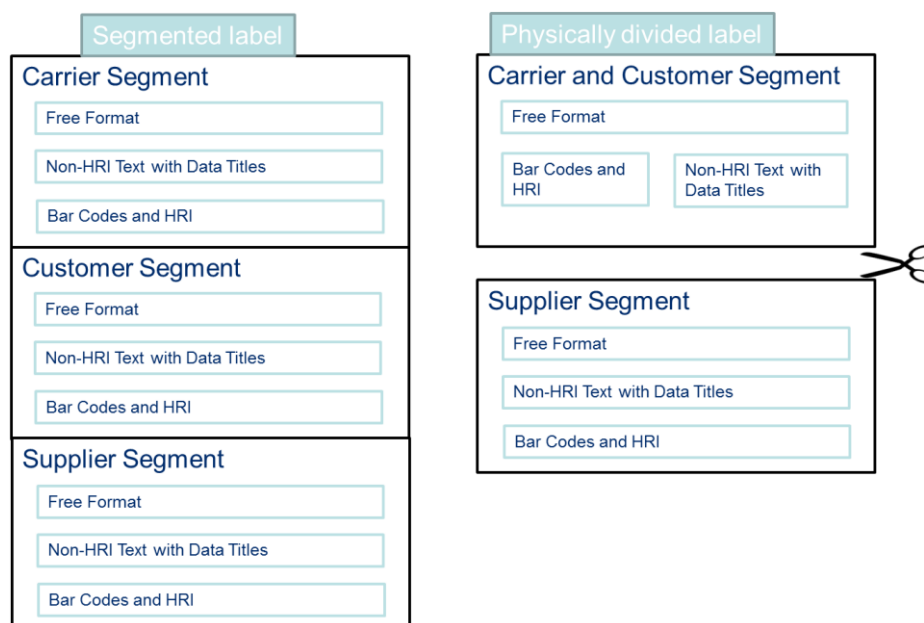 Segmented label
Carrier Segment
Free Format
Non-HRI Text with Data Titles
Bar Codes and HRI
Customer Segment
Free Format
Non-HRI Text with Data Titles
Bar Codes and HRI
Supplier Segment
Free Format
Non-HRI Text with Data Titles
Bar Codes and HRI
Physically divided label
Carrier and Customer Segment
Free Format
Bar Codes and
HRI
Non-HRI Text with
Data Titles
Supplier Segment
Free Format
Non-HRI Text with Data Titles
Bar Codes and HRI